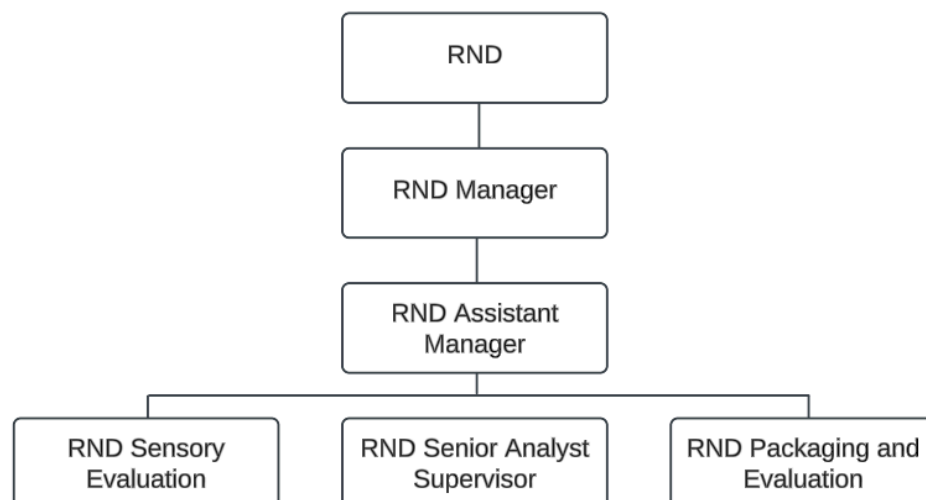 RND
RND Manager
RND Assistant
Manager
RND Sensory
Evaluation
RND Senior Analyst
Supervisor
RND Packaging and
Evaluation